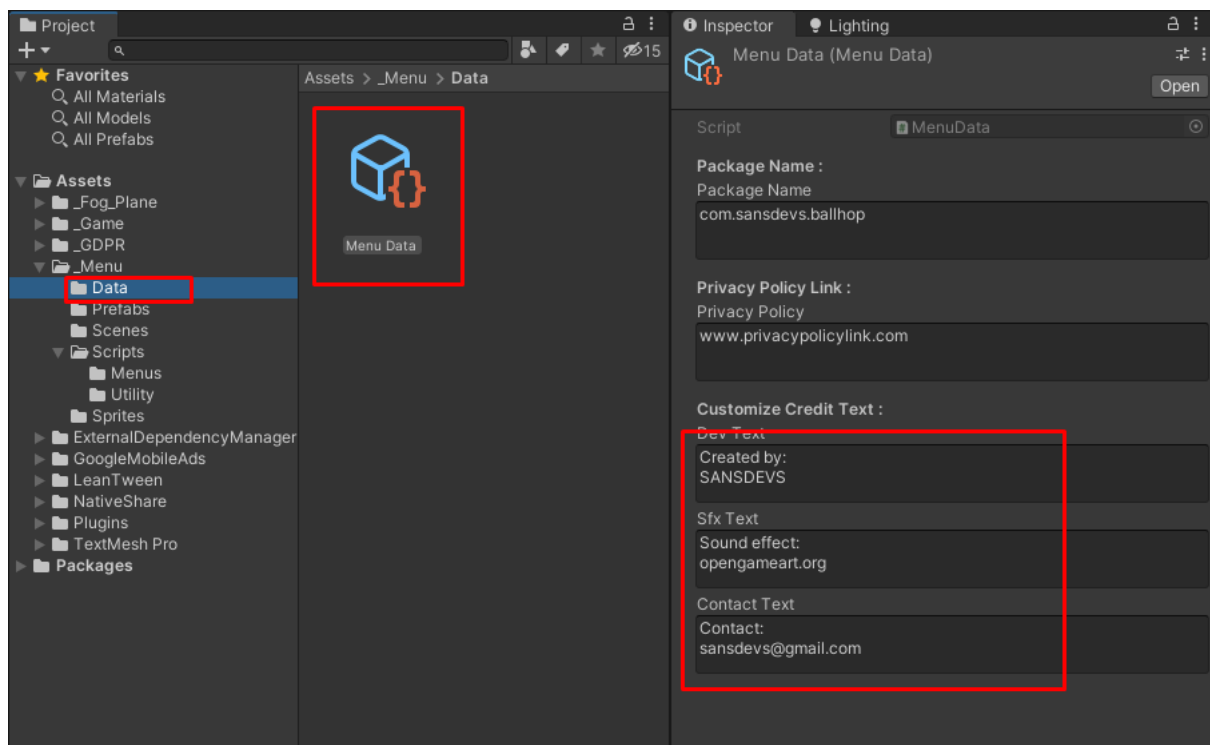 Project
15
Favorites
All Materials
All Models
All Prefabs
Assets
_Fog_Plane
_Game
_GDPR
_Menu
Data
Prefabs
Scenes
Scripts
Menus
Utility
Sprites
ExternalDependencyManager
GoogleMobileAds
LeanTween
NativeShare
Plugins
TextMesh Pro
Packages
Assets > _Menu > Data
Menu Data
Inspector
Lighting
Menu Data (Menu Data)
Open
Script
MenuData
Package Name :
Package Name
com.sansdevs.ballhop
Privacy Policy Link :
Privacy Policy
www.privacypolicylink.com
Customize Credit Text :
Dev Text
Created by:
SANSDEVS
Sfx Text
Sound effect:
opengameart.org
Contact Text
Contact:
sansdevs@gmail.com